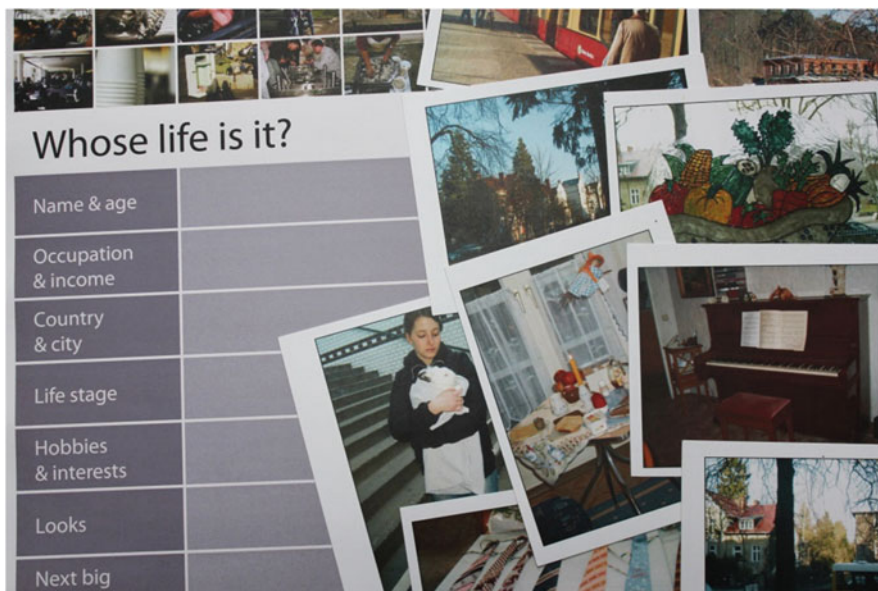 Whose life is it?
Name & age
Occupation
& income
Country
& city
Life stage
Hobbies
& interests
Looks
Next big